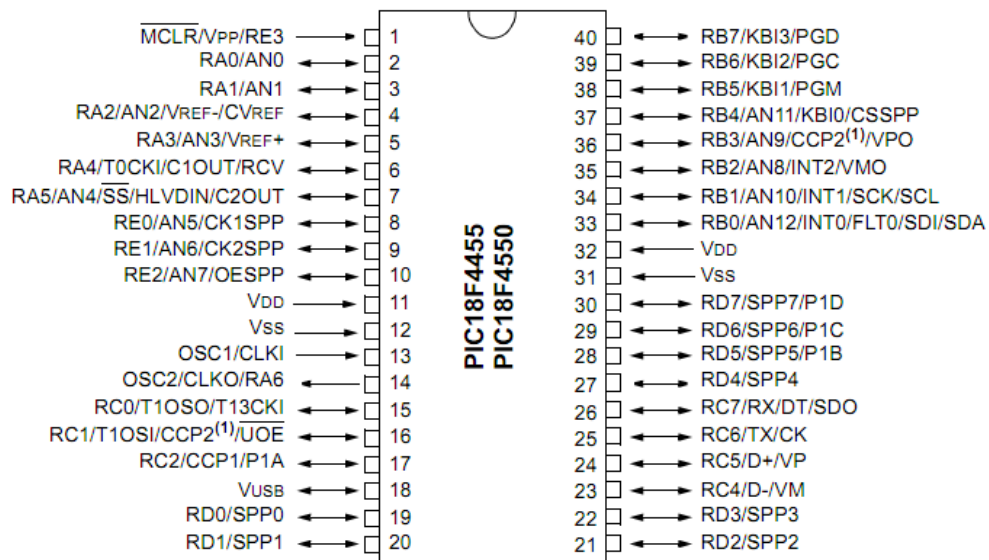 MCLR/VPP/RE3 1
RA0/AN0 2
RA1/AN1 3
RA2/AN2/VREF-/CVREF 4
RA3/AN3/VREF+ 5
RA4/T0CKI/C1OUT/RCV 6
RA5/AN4/SS/HLVDIN/C2OUT 7
RE0/AN5/CK1SPP 8
RE1/AN6/CK2SPP 9
RE2/AN7/OESPP 10
VDD 11
VSS 12
OSC1/CLKI 13
OSC2/CLKO/RA6 14
RC0/T1OSO/T13CKI 15
RC1/T1OSI/CCP2(1)/UOE 16
RC2/CCP1/P1A 17
VUSB 18
RD0/SPP0 19
RD1/SPP1 20
PIC18F4455
PIC18F4550
40 RB7/KBI3/PGD
39 RB6/KBI2/PGC
38 RB5/KBI1/PGM
37 RB4/AN11/KBI0/CSSPP
36 RB3/AN9/CCP2(1)/VPO
35 RB2/AN8/INT2/VMO
34 RB1/AN10/INT1/SCK/SCL
33 RB0/AN12/INT0/FLT0/SDI/SDA
32 VDD
31 VSS
30 RD7/SPP7/P1D
29 RD6/SPP6/P1C
28 RD5/SPP5/P1B
27 RD4/SPP4
26 RC7/RX/DT/SDO
25 RC6/TX/CK
24 RC5/D+/VP
23 RC4/D-/VM
22 RD3/SPP3
21 RD2/SPP2